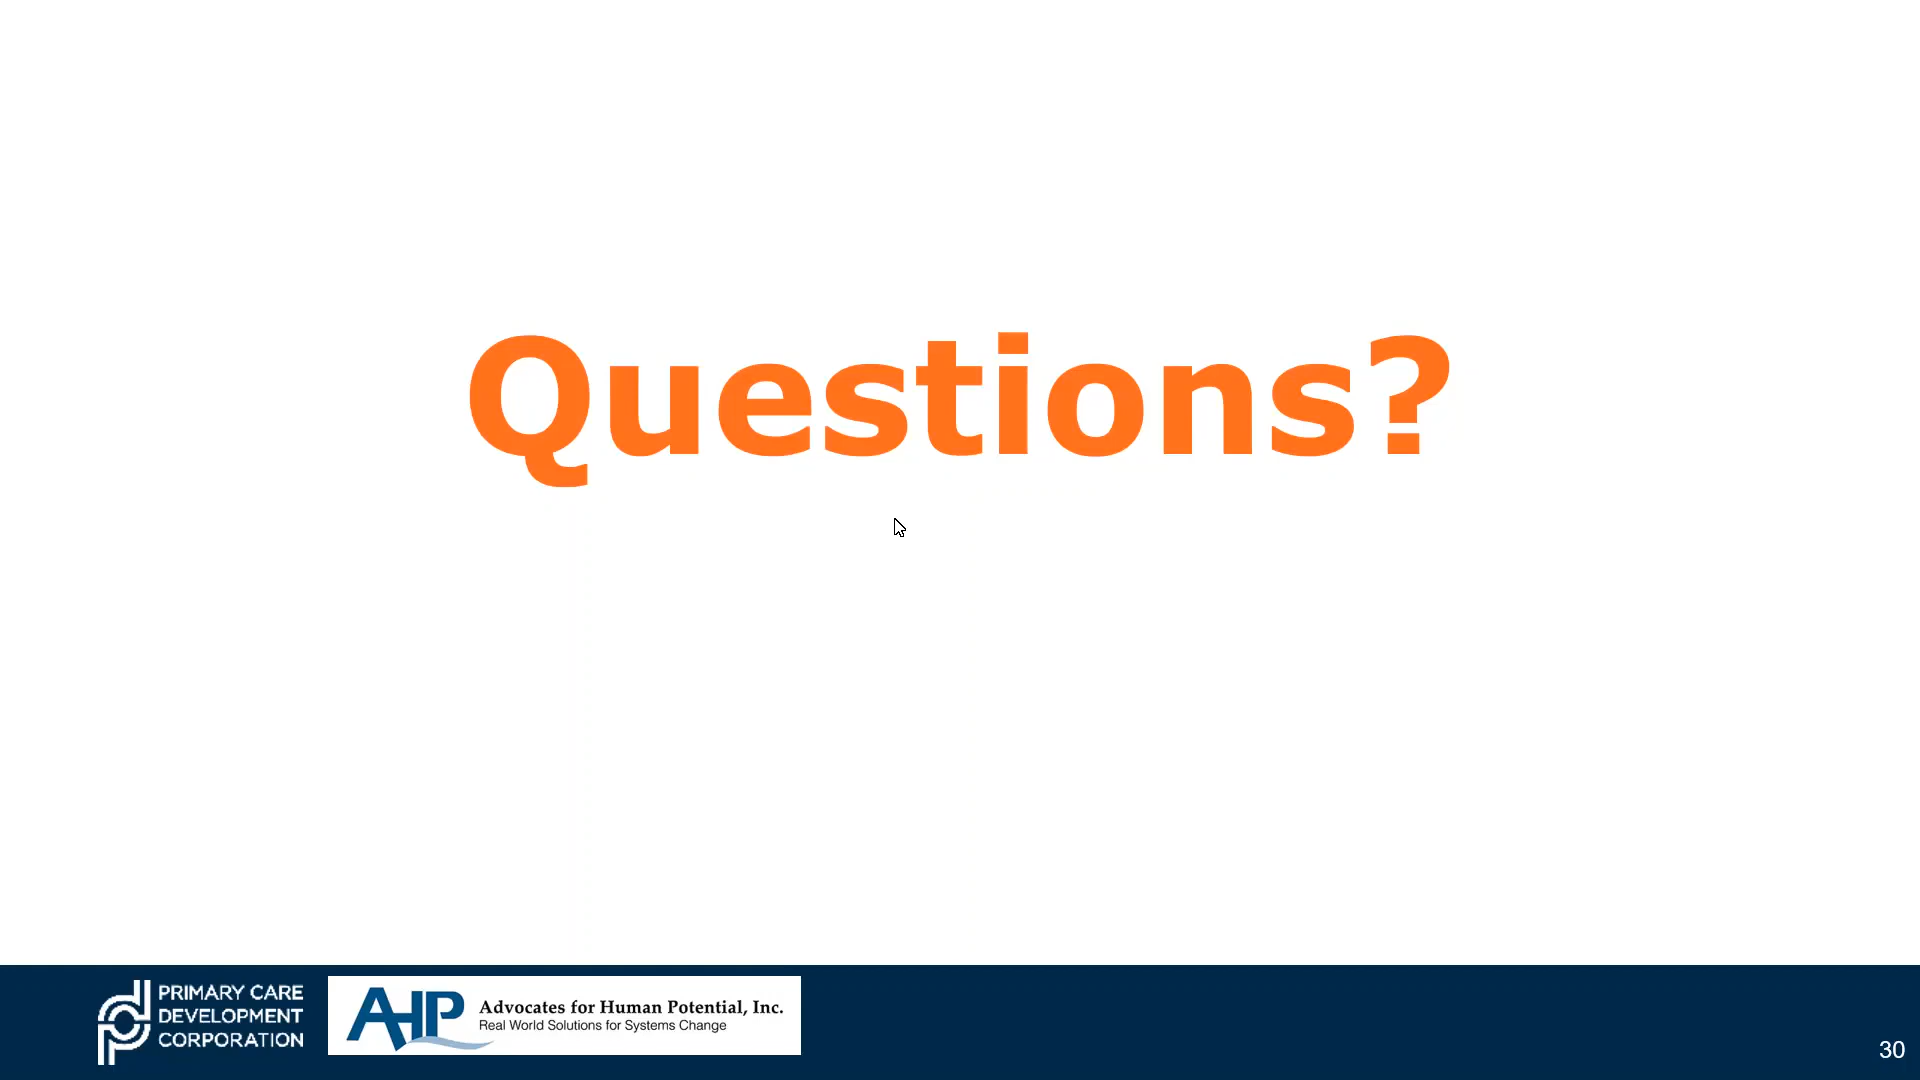 Questions?
PRIMARY CARE
DEVELOPMENT
CORPORATION
AHP
Advocates for Human Potential, Inc.
Real World Solutions for Systems Change
30